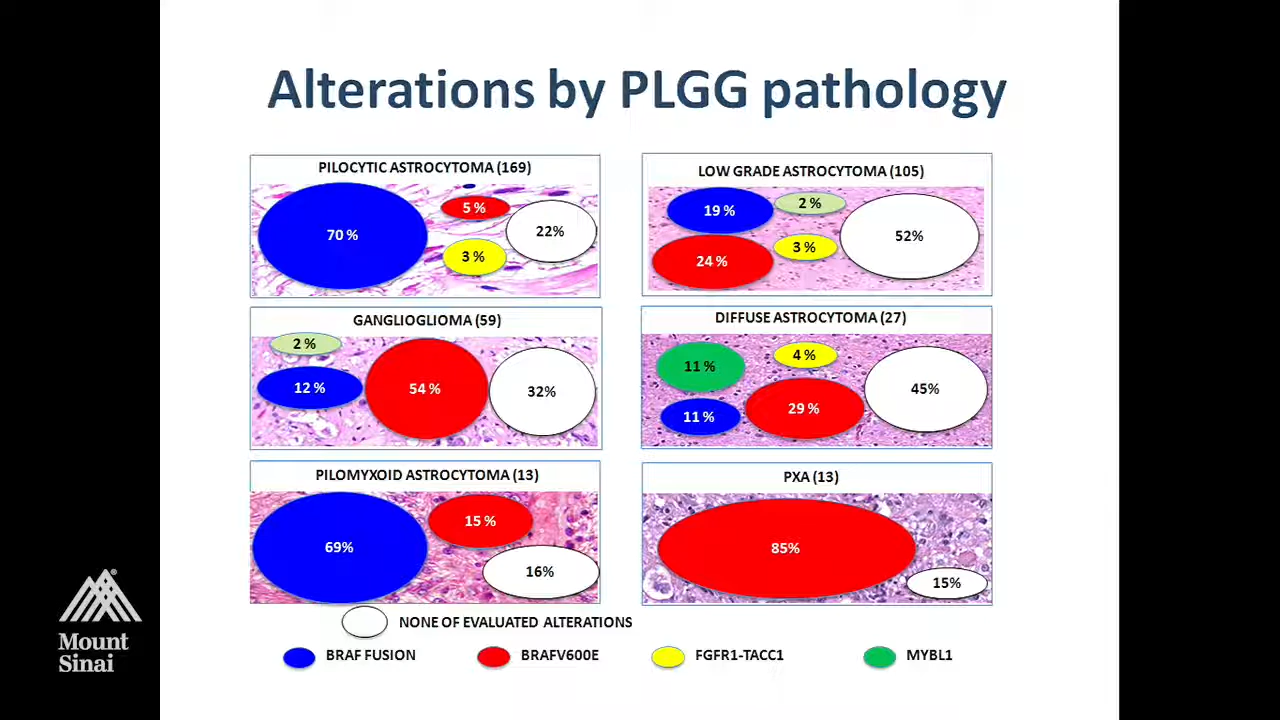 Alterations by PLGG pathology
PILOCYTIC ASTROCYTOMA (169)
70 %
5 %
3 %
22%
LOW GRADE ASTROCYTOMA (105)
19 %
2 %
24 %
3 %
52%
GANGLIOGLIOMA (59)
2 %
12 %
54 %
32%
DIFFUSE ASTROCYTOMA (27)
11 %
4 %
11 %
29 %
45%
PILOMYXOID ASTROCYTOMA (13)
69%
15 %
16%
PXA (13)
85%
15%
NONE OF EVALUATED ALTERATIONS
BRAF FUSION
BRAFV600E
FGFR1-TACC1
MYBL1
Mount
Sinai
®